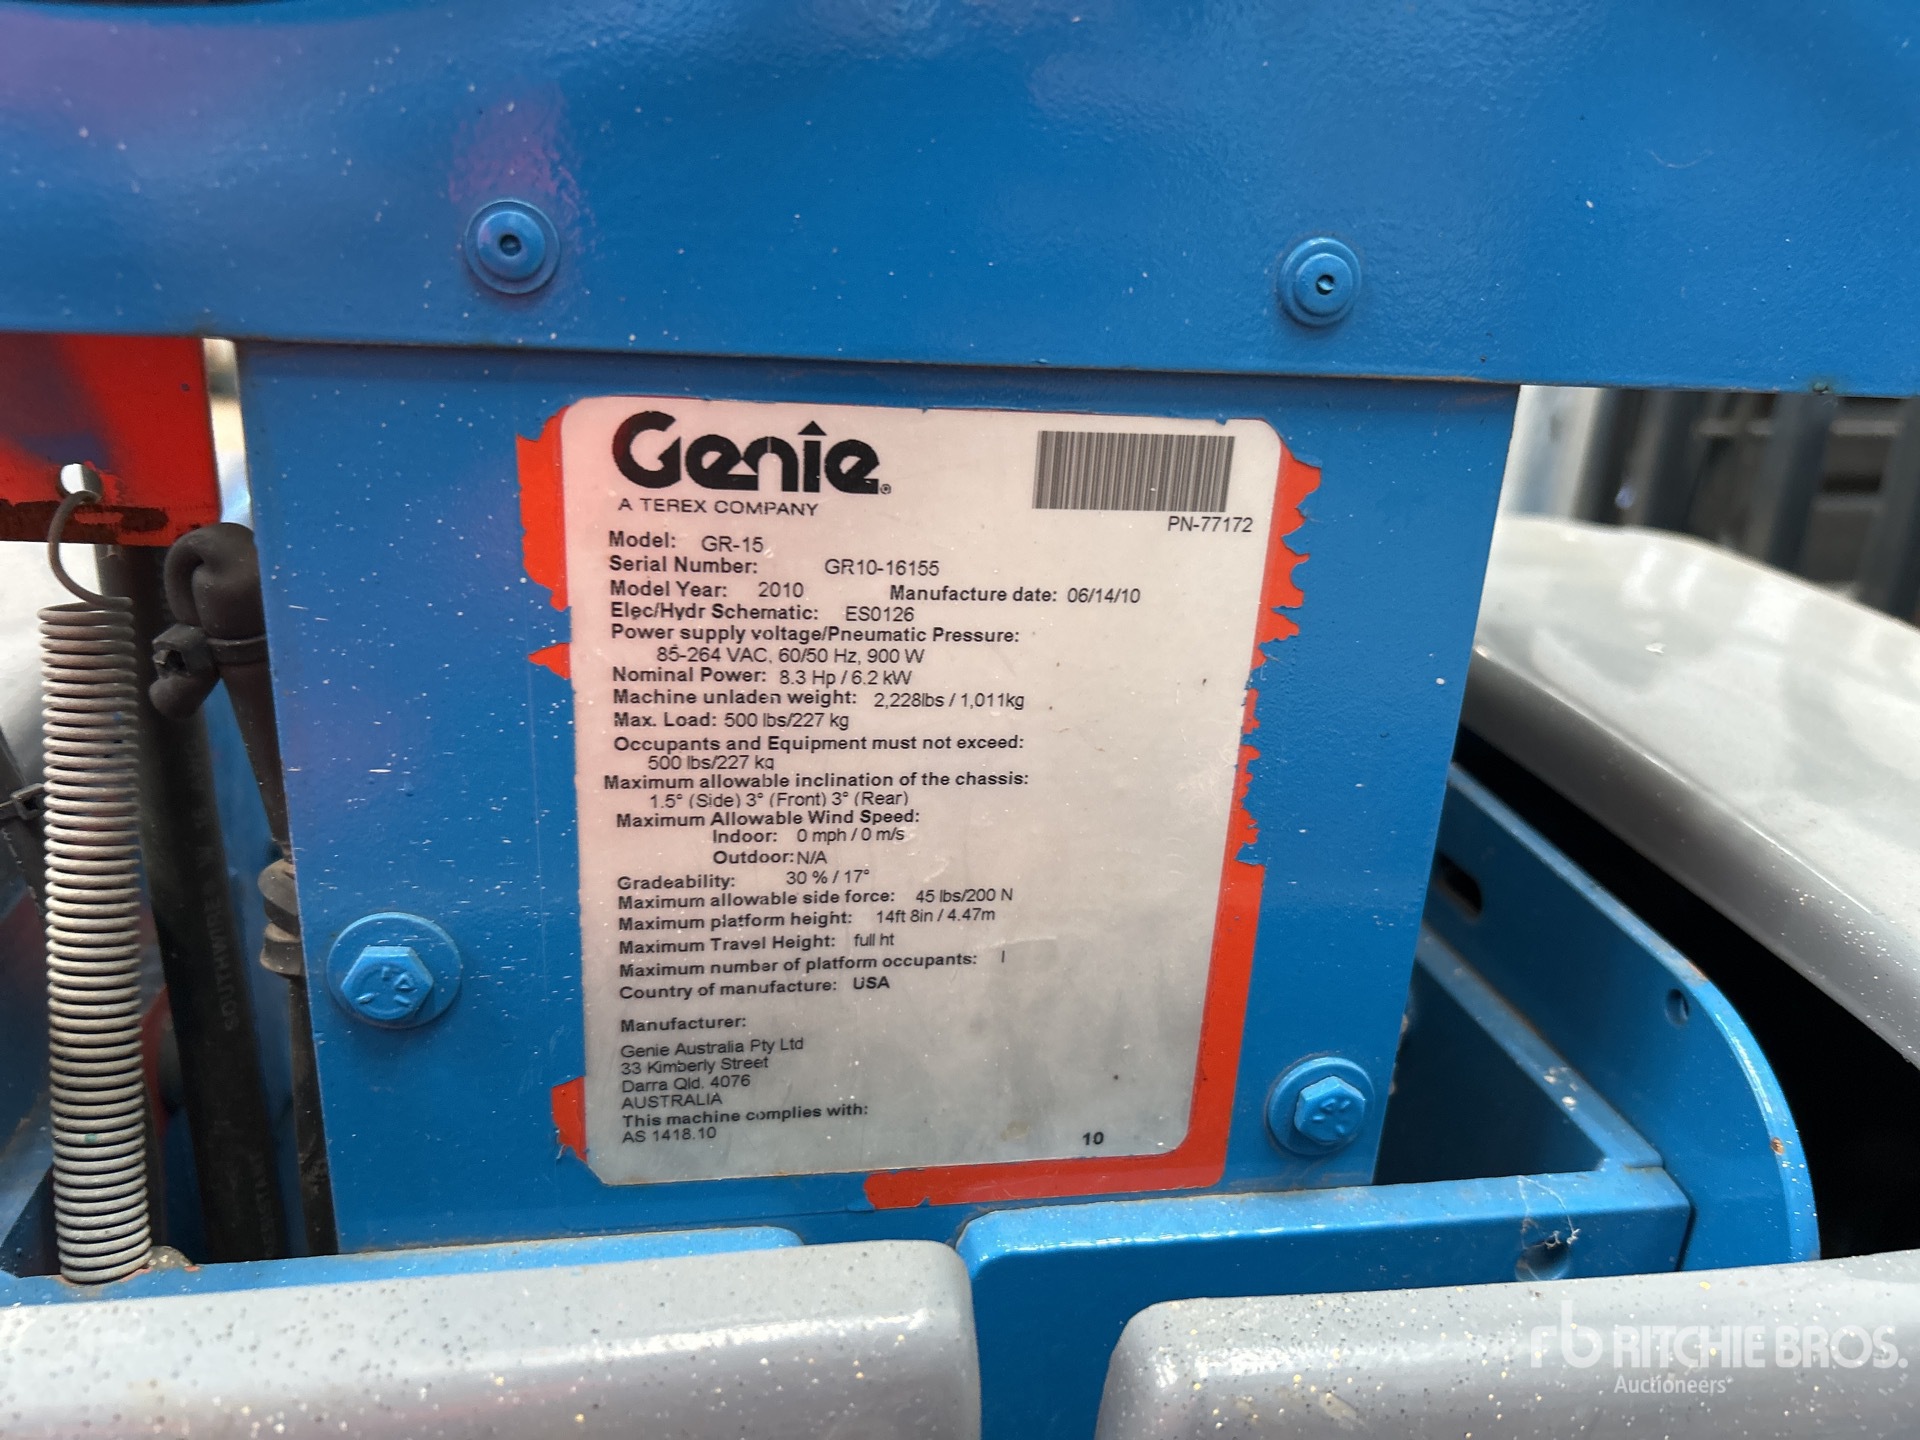 Genie®
A TEREX COMPANY
PN-77172
Model: GR-15
Serial Number: GR10-16155
Model Year: 2010 Manufacture date: 06/14/10
Elec/Hydr Schematic: ES0126
Power supply voltage/Pneumatic Pressure:
85-264 VAC, 60/50 Hz, 900 W
Nominal Power: 8.3 Hp / 6.2 kW
Machine unladen weight: 2,228lbs / 1,011kg
Max. Load: 500 lbs/227 kg
Occupants and Equipment must not exceed:
500 lbs/227 kg
Maximum allowable inclination of the chassis:
1.5° (Side) 3° (Front) 3° (Rear)
Maximum Allowable Wind Speed:
Indoor: 0 mph / 0 m/s
Outdoor: N/A
Gradeability: 30 % / 17°
Maximum allowable side force: 45 lbs/200 N
Maximum platform height: 14ft 8in / 4.47m
Maximum Travel Height: full ht
Maximum number of platform occupants: 1
Country of manufacture: USA
Manufacturer:
Genie Australia Pty Ltd
33 Kimberly Street
Darra Qld. 4076
AUSTRALIA
This machine complies with:
AS 1418.10
10
SOUTHWIRE
rb RITCHIE BROS.
Auctioneers